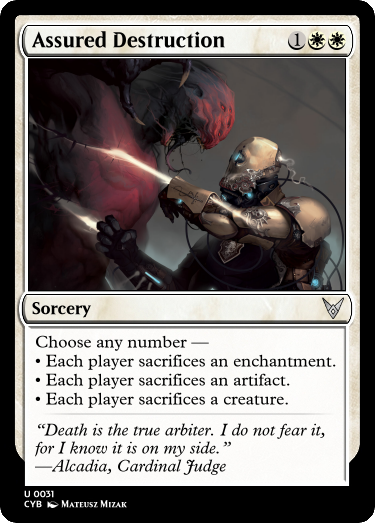 Assured Destruction 1
Sorcery
Choose any number —
• Each player sacrifices an enchantment.
• Each player sacrifices an artifact.
• Each player sacrifices a creature.
“Death is the true arbiter. I do not fear it,
for I know it is on my side.”
—Alcadia, Cardinal Judge
U 0031
CYB Mateusz Mizak